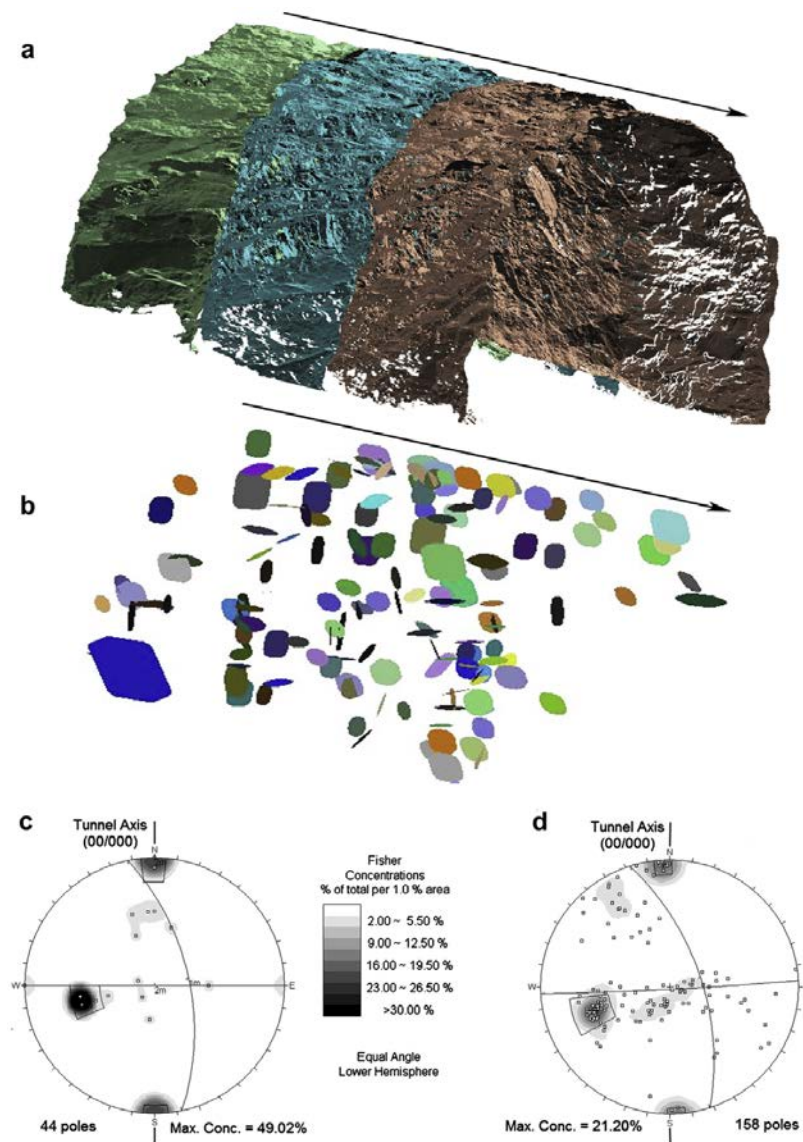 a
b
c
d
Tunnel Axis
(00/000)
N
W
E
S
1m
2m
44 poles
Max. Conc. = 49.02%
Fisher
Concentrations
% of total per 1.0 % area
2.00 ~ 5.50 %
9.00 ~ 12.50 %
16.00 ~ 19.50 %
23.00 ~ 26.50 %
>30.00 %
Equal Angle
Lower Hemisphere
Tunnel Axis
(00/000)
N
W
E
S
Max. Conc. = 21.20%
158 poles